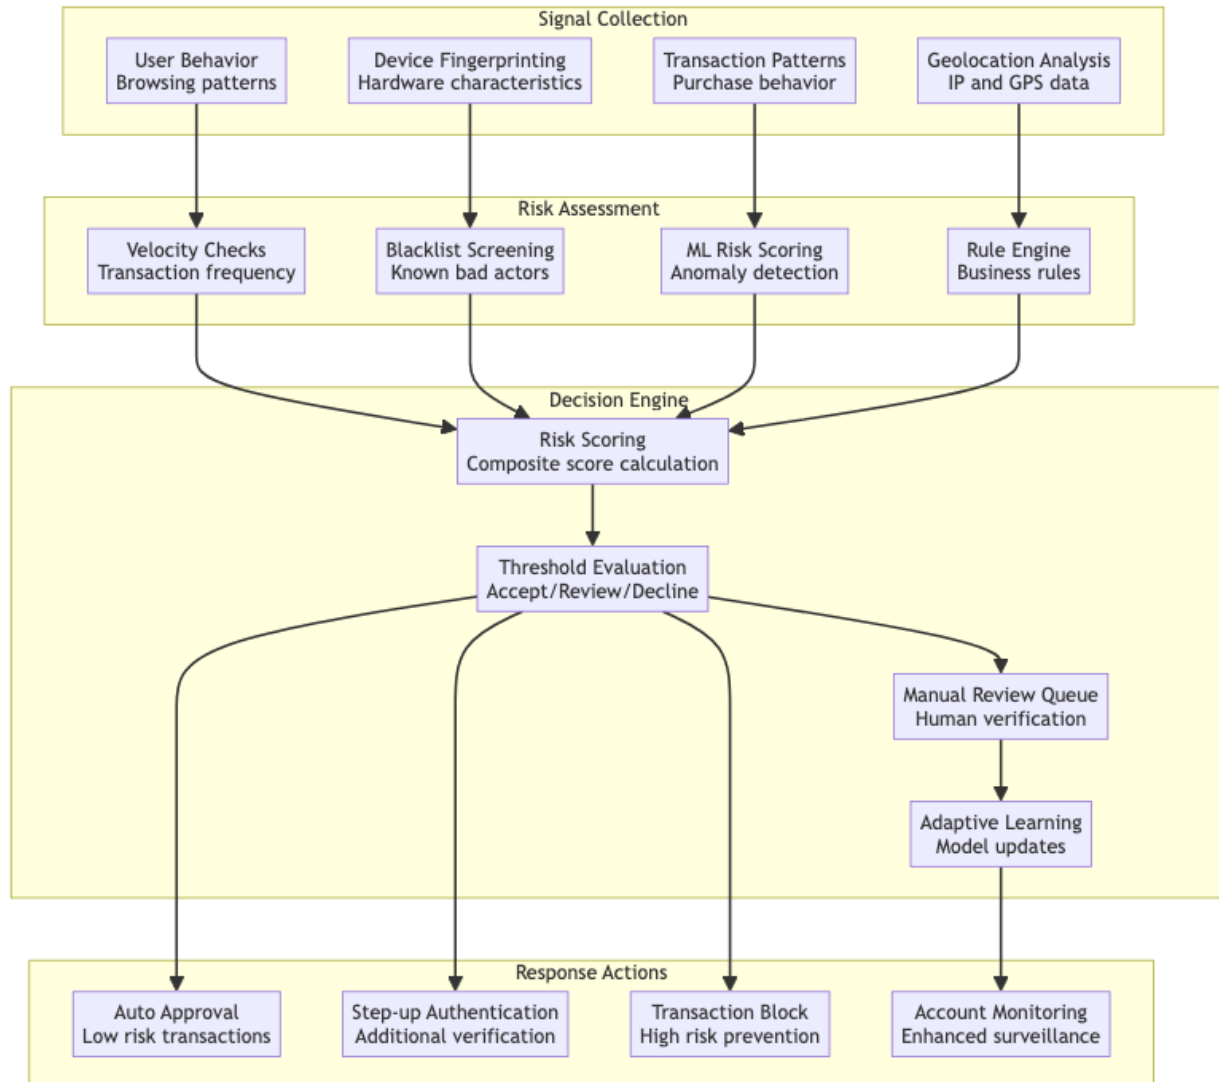 Signal Collection
User Behavior
Browsing patterns
Device Fingerprinting
Hardware characteristics
Transaction Patterns
Purchase behavior
Geolocation Analysis
IP and GPS data
Risk Assessment
Velocity Checks
Transaction frequency
Blacklist Screening
Known bad actors
ML Risk Scoring
Anomaly detection
Rule Engine
Business rules
Decision Engine
Risk Scoring
Composite score calculation
Threshold Evaluation
Accept/Review/Decline
Manual Review Queue
Human verification
Adaptive Learning
Model updates
Response Actions
Auto Approval
Low risk transactions
Step-up Authentication
Additional verification
Transaction Block
High risk prevention
Account Monitoring
Enhanced surveillance